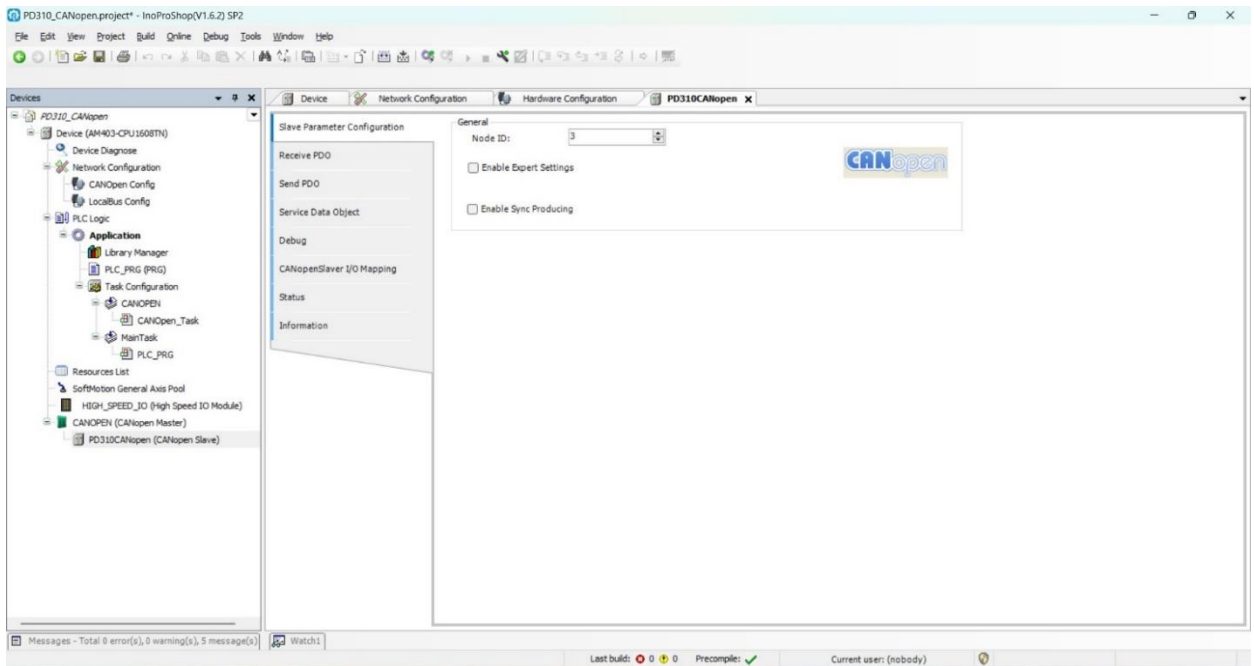 PD310_CANopen.project* - InoProShop(V1.6.2) SP2
File Edit View Project Build Online Debug Tools Window Help
Devices
PD310_CANopen
Device (AM403-CPU1608TN)
Device Diagnose
Network Configuration
CANOpen Config
LocalBus Config
PLC Logic
Application
Library Manager
PLC_PRG (PRG)
Task Configuration
CANOPEN
CANOpen_Task
MainTask
PLC_PRG
Resources List
SoftMotion General Axis Pool
HIGH_SPEED_IO (High Speed IO Module)
CANOPEN (CANopen Master)
PD310CANopen (CANopen Slave)
Device Network Configuration Hardware Configuration PD310CANopen
Slave Parameter Configuration
Receive PDO
Send PDO
Service Data Object
Debug
CANopenSlaver I/O Mapping
Status
Information
General
Node ID: 3
Enable Expert Settings
Enable Sync Producing
CANopen
Messages - Total 0 error(s), 0 warning(s), 5 message(s) Watch1
Last build: 0 0 Precompile: Current user: (nobody)